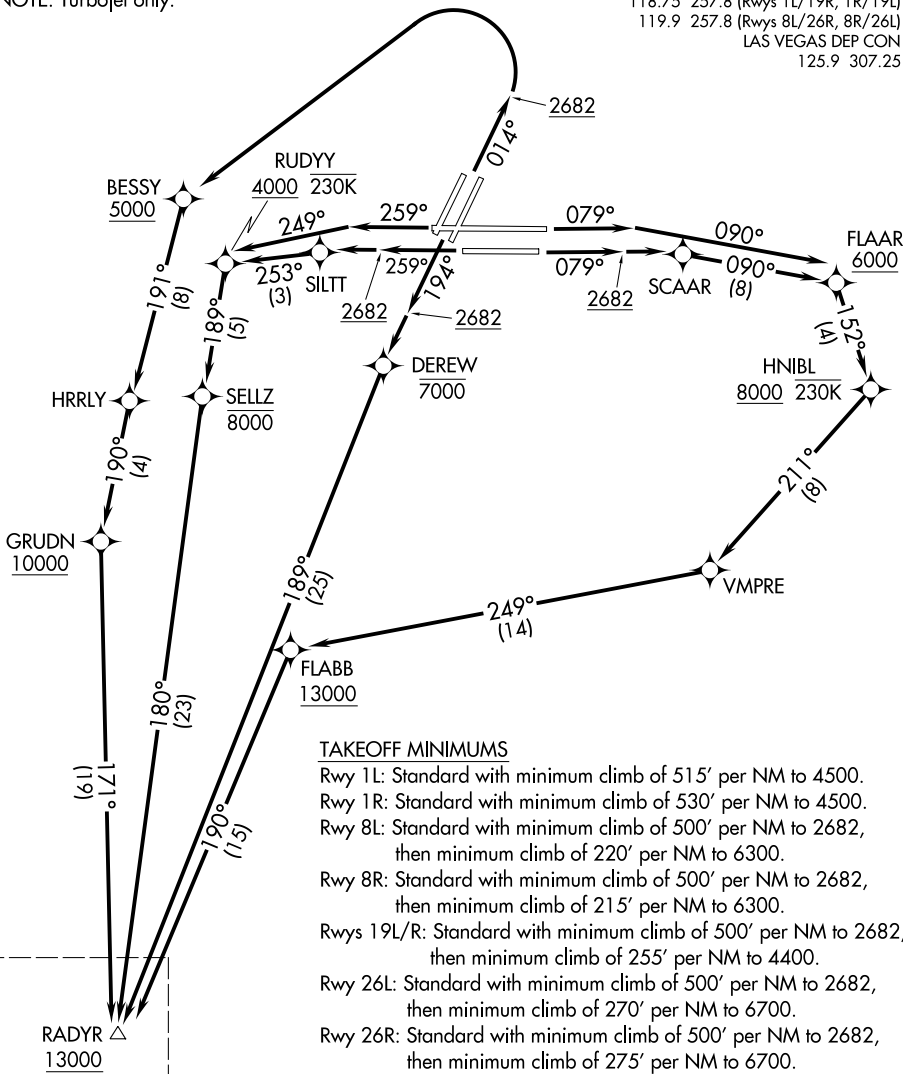 NOTE: Turbojet only.
118.75 257.8 (Rwys 1L/19R, 1R/19L)
119.9 257.8 (Rwys 8L/26R, 8R/26L)
LAS VEGAS DEP CON
125.9 307.25
2682
014°
RUDYY
4000 230K
BESSY
5000
249°
259°
079°
090°
FLAAR
6000
253°
(3)
SILTT
259°
194°
079°
SCAAR
090°
(8)
2682
2682
2682
191°
(8)
189°
(5)
152°
(4)
DEREW
7000
HNIBL
8000 230K
HRRLY
SELLZ
8000
190°
(4)
211°
(8)
GRUDN
10000
VMPRE
189°
(25)
249°
(14)
FLABB
13000
180°
(23)
171°
(19)
190°
(15)
TAKEOFF MINIMUMS
Rwy 1L: Standard with minimum climb of 515' per NM to 4500.
Rwy 1R: Standard with minimum climb of 530' per NM to 4500.
Rwy 8L: Standard with minimum climb of 500' per NM to 2682,
then minimum climb of 220' per NM to 6300.
Rwy 8R: Standard with minimum climb of 500' per NM to 2682,
then minimum climb of 215' per NM to 6300.
Rwys 19L/R: Standard with minimum climb of 500' per NM to 2682,
then minimum climb of 255' per NM to 4400.
Rwy 26L: Standard with minimum climb of 500' per NM to 2682,
then minimum climb of 270' per NM to 6700.
Rwy 26R: Standard with minimum climb of 500' per NM to 2682,
then minimum climb of 275' per NM to 6700.
RADYR
13000